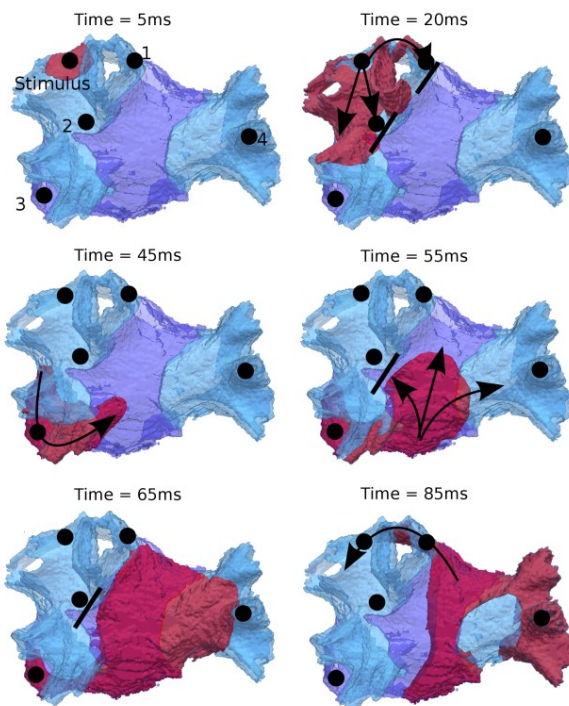 Time = 5ms
Time = 20ms
1
Stimulus
2
4
3
Time = 45ms
Time = 55ms
Time = 65ms
Time = 85ms